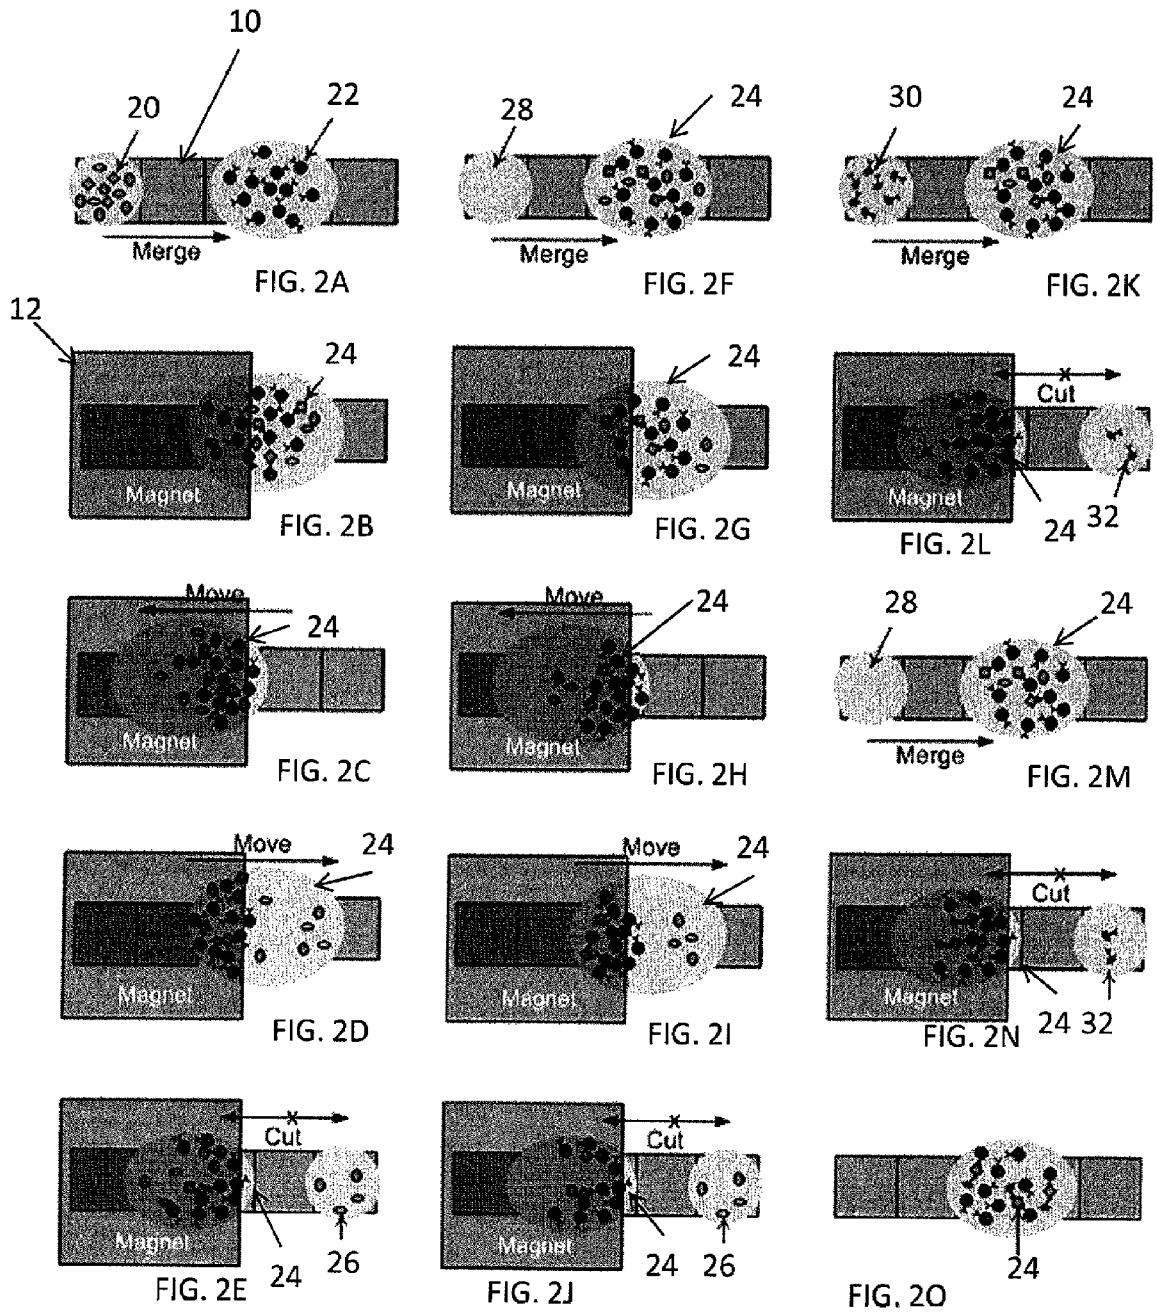 10
20
22
28
24
30
24
Merge
Merge
Merge
FIG. 2A
FIG. 2F
FIG. 2K
12
24
24
Cut
Magnet
Magnet
Magnet
32
24
FIG. 2B
FIG. 2G
FIG. 2L
Move
Move
24
24
28
24
Magnet
Magnet
Merge
FIG. 2C
FIG. 2H
FIG. 2M
Move
24
Move
24
Cut
Magnet
Magnet
Magnet
24 32
FIG. 2D
FIG. 2I
FIG. 2N
Cut
Cut
Magnet
24
26
Magnet
24
26
24
FIG. 2E
FIG. 2J
FIG. 2O